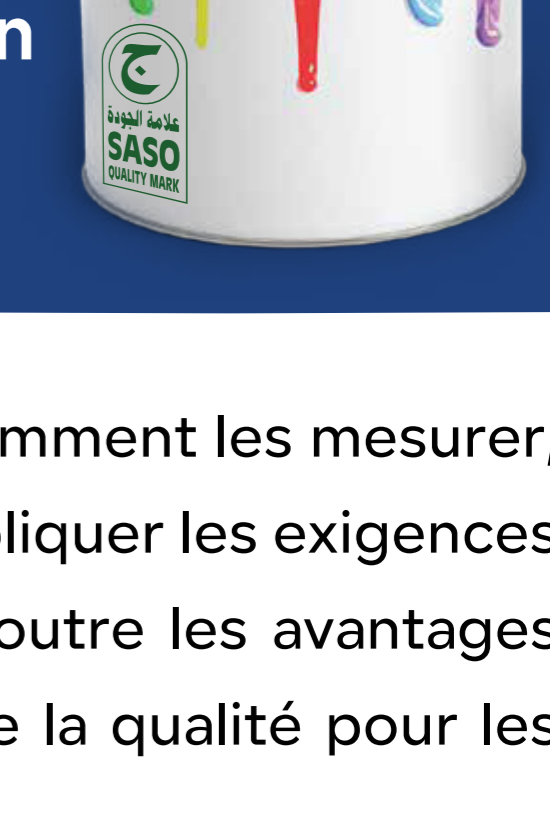 n
علامة الجودة
SASO
QUALITY MARK
mment les mesurer,
liquer les exigences
outre les avantages
e la qualité pour les